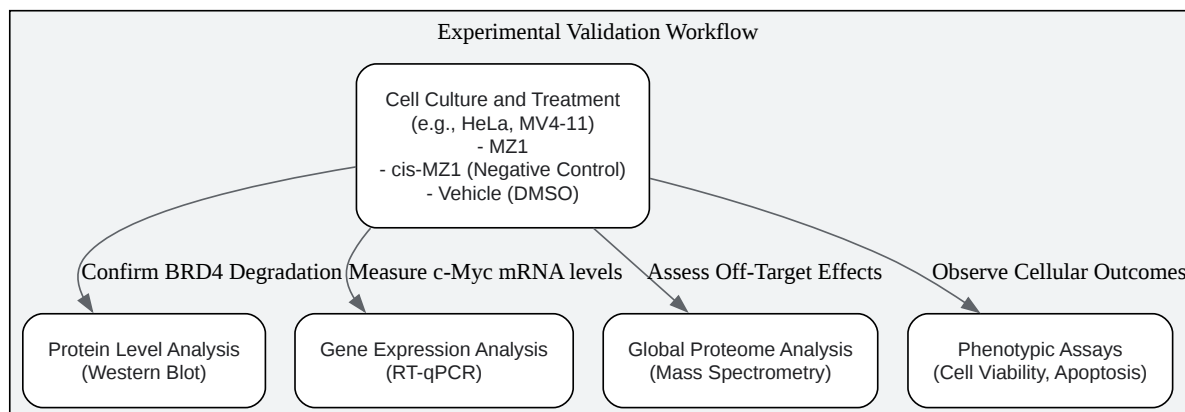 Experimental Validation Workflow
Cell Culture and Treatment
(e.g., HeLa, MV4-11)
- MZ1
- cis-MZ1 (Negative Control)
- Vehicle (DMSO)
Confirm BRD4 Degradation
Measure c-Myc mRNA levels
Assess Off-Target Effects
Observe Cellular Outcomes
Protein Level Analysis
(Western Blot)
Gene Expression Analysis
(RT-qPCR)
Global Proteome Analysis
(Mass Spectrometry)
Phenotypic Assays
(Cell Viability, Apoptosis)